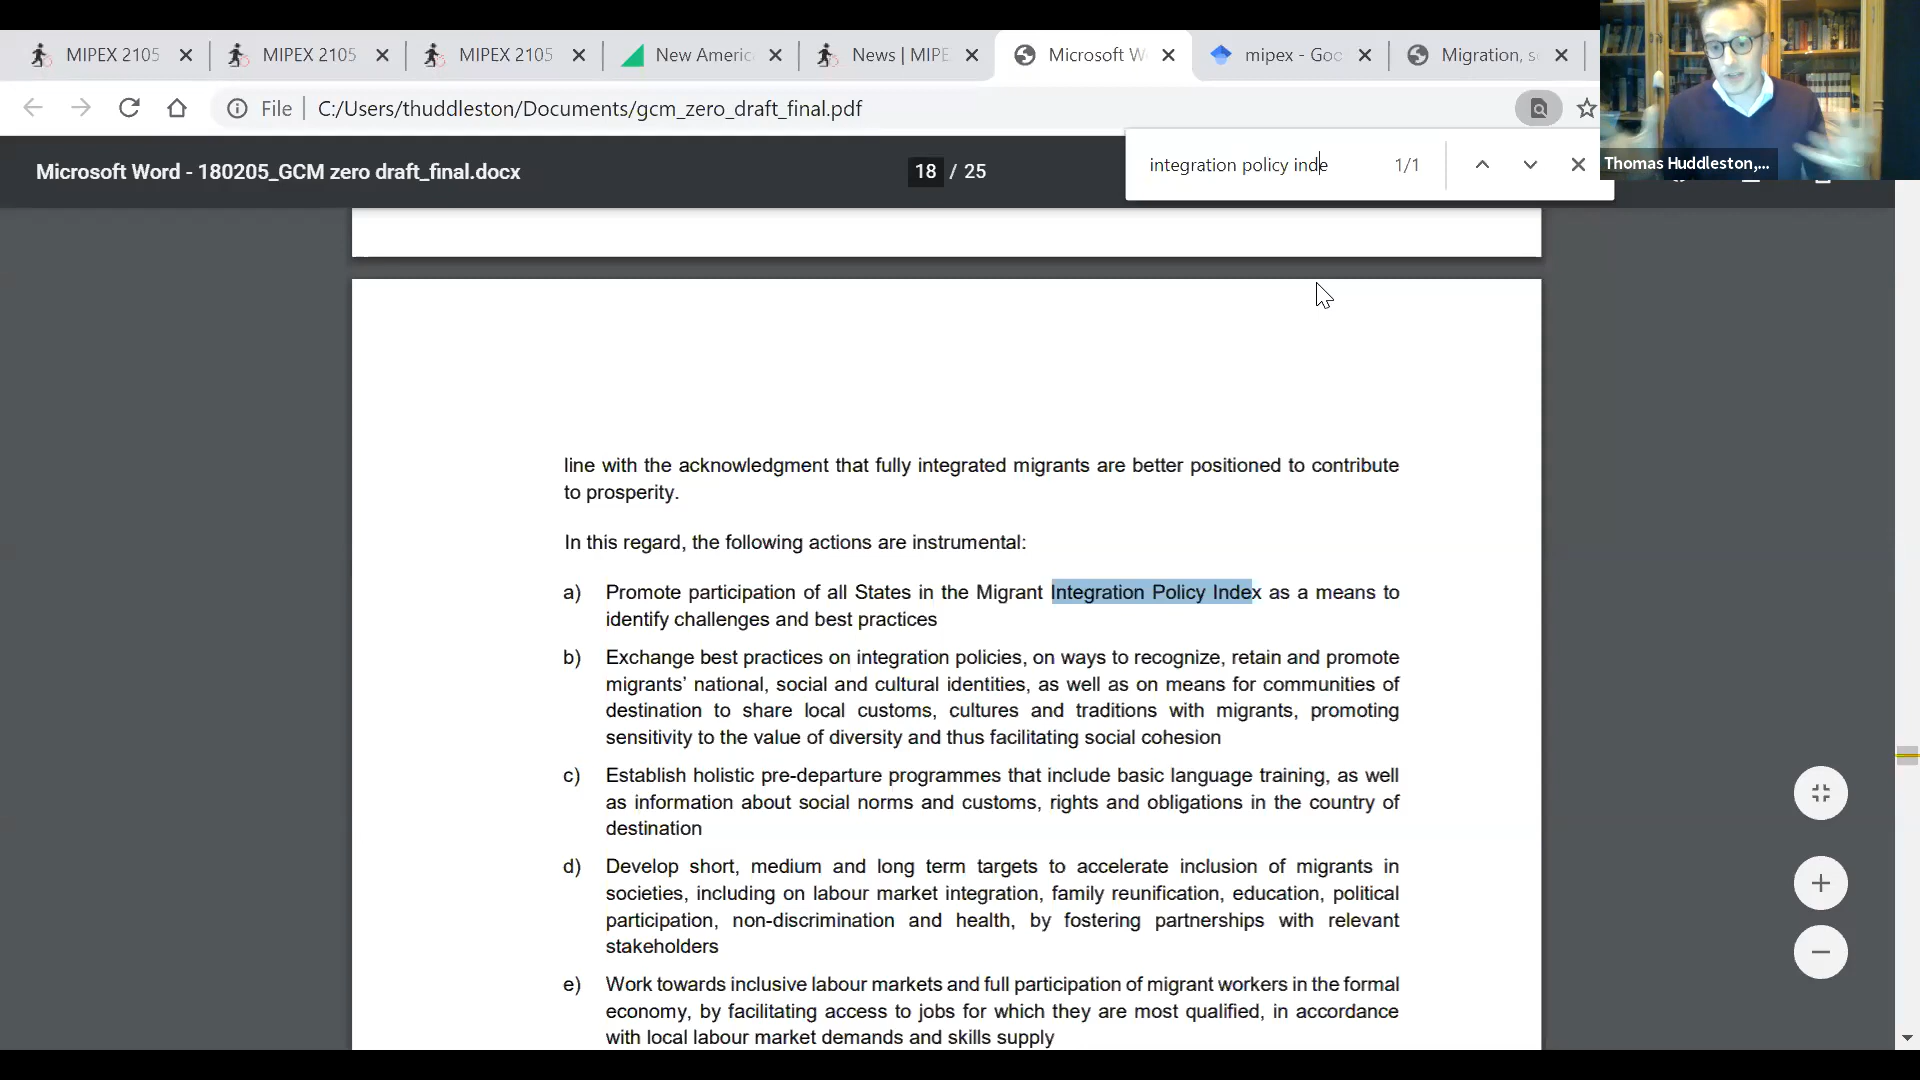 MIPEX 2105
MIPEX 2105
MIPEX 2105
New Americ
News | MIPE
Microsoft W
mipex - Goo
Migration, s
File
C:/Users/thuddleston/Documents/gcm_zero_draft_final.pdf
Microsoft Word - 180205_GCM zero draft_final.docx
18 / 25
integration policy inde
1/1
Thomas Huddleston,...
line with the acknowledgment that fully integrated migrants are better positioned to contribute
to prosperity.
In this regard, the following actions are instrumental:
a) Promote participation of all States in the Migrant Integration Policy Index as a means to
identify challenges and best practices
b) Exchange best practices on integration policies, on ways to recognize, retain and promote
migrants’ national, social and cultural identities, as well as on means for communities of
destination to share local customs, cultures and traditions with migrants, promoting
sensitivity to the value of diversity and thus facilitating social cohesion
c) Establish holistic pre-departure programmes that include basic language training, as well
as information about social norms and customs, rights and obligations in the country of
destination
d) Develop short, medium and long term targets to accelerate inclusion of migrants in
societies, including on labour market integration, family reunification, education, political
participation, non-discrimination and health, by fostering partnerships with relevant
stakeholders
e) Work towards inclusive labour markets and full participation of migrant workers in the formal
economy, by facilitating access to jobs for which they are most qualified, in accordance
with local labour market demands and skills supply